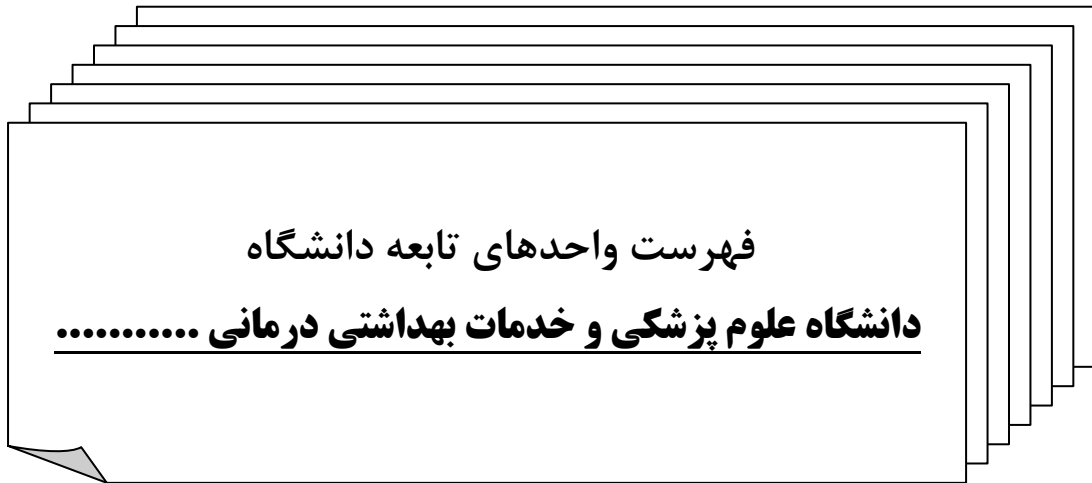 فهرست واحدهای تابعه دانشگاه
دانشگاه علوم پزشکی و خدمات بهداشتی درمانی ...........